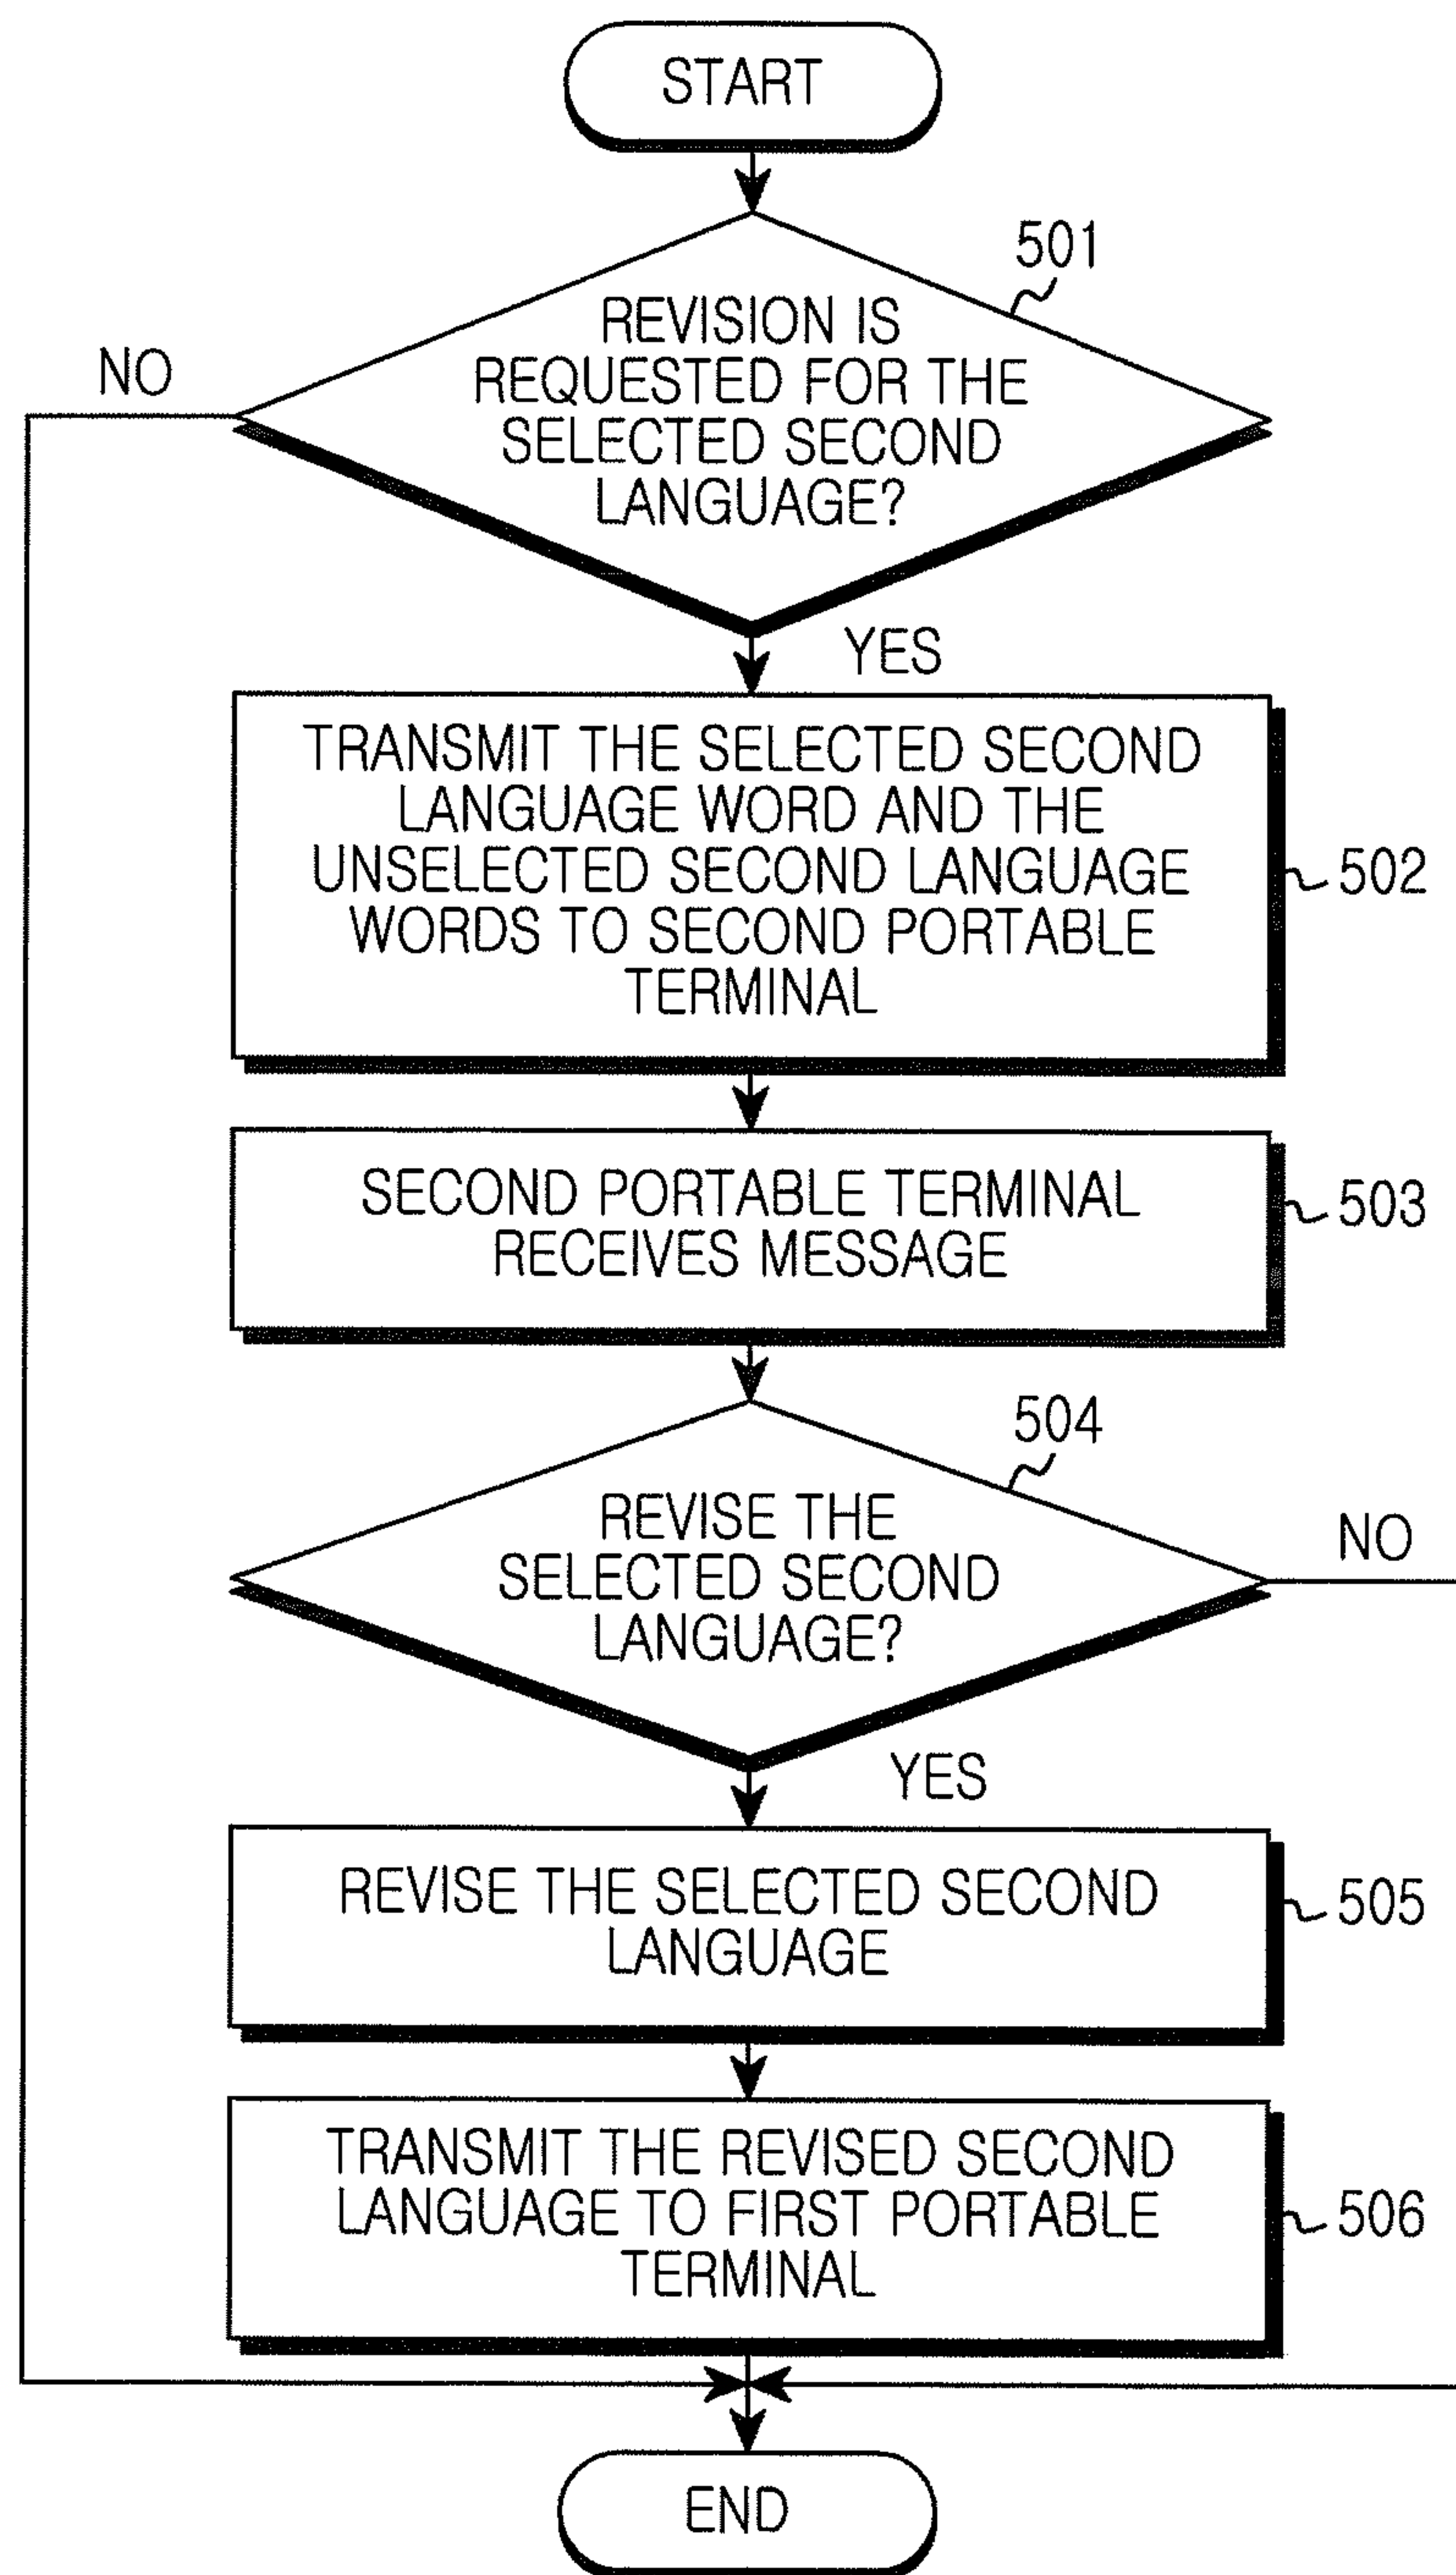 START
501
REVISION IS
REQUESTED FOR THE
SELECTED SECOND
LANGUAGE?
NO
YES
TRANSMIT THE SELECTED SECOND
LANGUAGE WORD AND THE
UNSELECTED SECOND LANGUAGE
WORDS TO SECOND PORTABLE
TERMINAL
502
SECOND PORTABLE TERMINAL
RECEIVES MESSAGE
503
504
REVISE THE
SELECTED SECOND
LANGUAGE?
NO
YES
REVISE THE SELECTED SECOND
LANGUAGE
505
TRANSMIT THE REVISED SECOND
LANGUAGE TO FIRST PORTABLE
TERMINAL
506
END